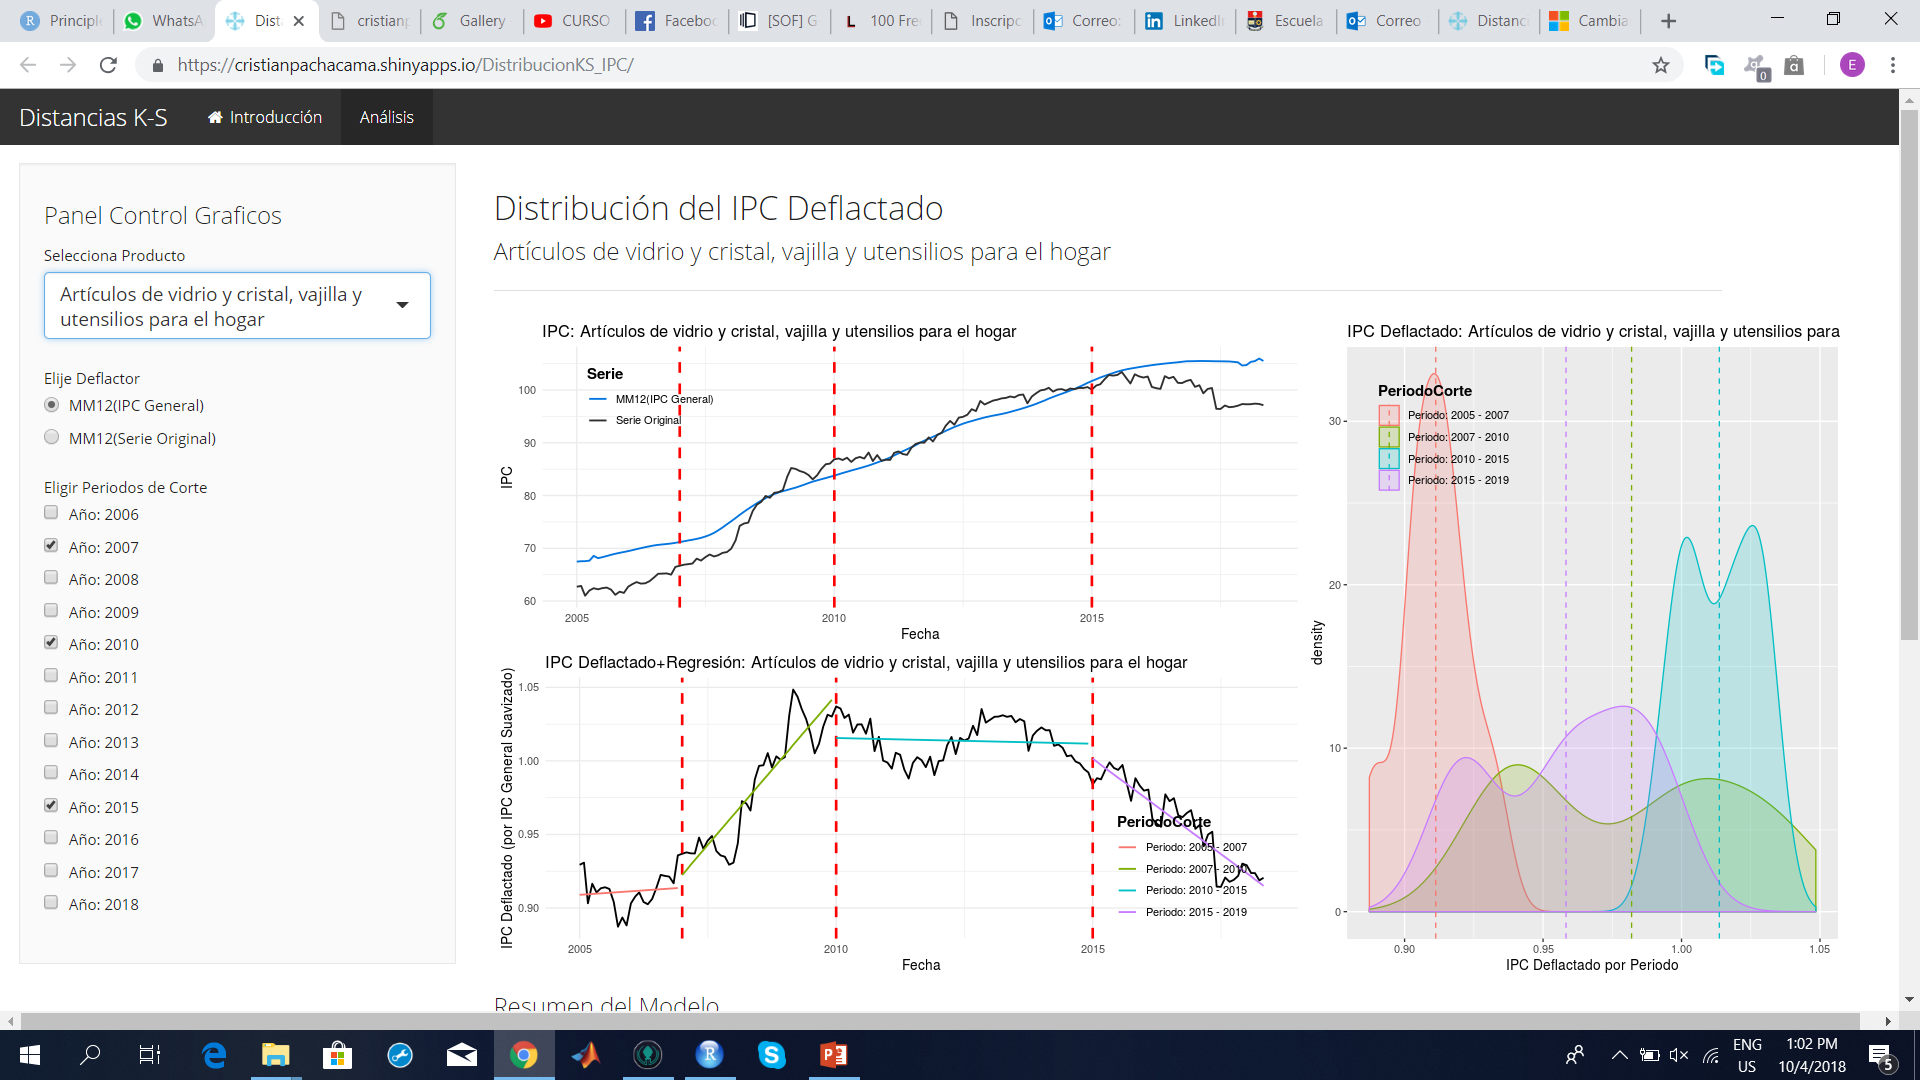 Principl
WhatsA
Dist
cristianp
Gallery
CURSO
Faceboo
[SOF] G
100 Fre
Inscripc
Correo:
LinkedIn
Escuela
Correo
Distanc
Cambia
https://cristianpachacama.shinyapps.io/DistribucionKS_IPC/
0
E
Distancias K-S
Introducción
Análisis
Panel Control Graficos
Selecciona Producto
Artículos de vidrio y cristal, vajilla y
utensilios para el hogar
Elije Deflactor
MM12(IPC General)
MM12(Serie Original)
Eligir Periodos de Corte
Año: 2006
Año: 2007
Año: 2008
Año: 2009
Año: 2010
Año: 2011
Año: 2012
Año: 2013
Año: 2014
Año: 2015
Año: 2016
Año: 2017
Año: 2018
Distribución del IPC Deflactado
Artículos de vidrio y cristal, vajilla y utensilios para el hogar
IPC: Artículos de vidrio y cristal, vajilla y utensilios para el hogar
Serie
MM12(IPC General)
Serie Original
IPC
100
90
80
70
60
2005
2010
2015
Fecha
IPC Deflactado+Regresión: Artículos de vidrio y cristal, vajilla y utensilios para el hogar
IPC Deflactado (por IPC General Suavizado)
1.05
1.00
0.95
0.90
PeriodoCorte
Periodo: 2005 - 2007
Periodo: 2007 - 2010
Periodo: 2010 - 2015
Periodo: 2015 - 2019
2005
2010
2015
Fecha
IPC Deflactado: Artículos de vidrio y cristal, vajilla y utensilios para
PeriodoCorte
Periodo: 2005 - 2007
Periodo: 2007 - 2010
Periodo: 2010 - 2015
Periodo: 2015 - 2019
density
30
20
10
0
0.90
0.95
1.00
1.05
IPC Deflactado por Periodo
Resumen del Modelo
ENG
US
1:02 PM
10/4/2018
5